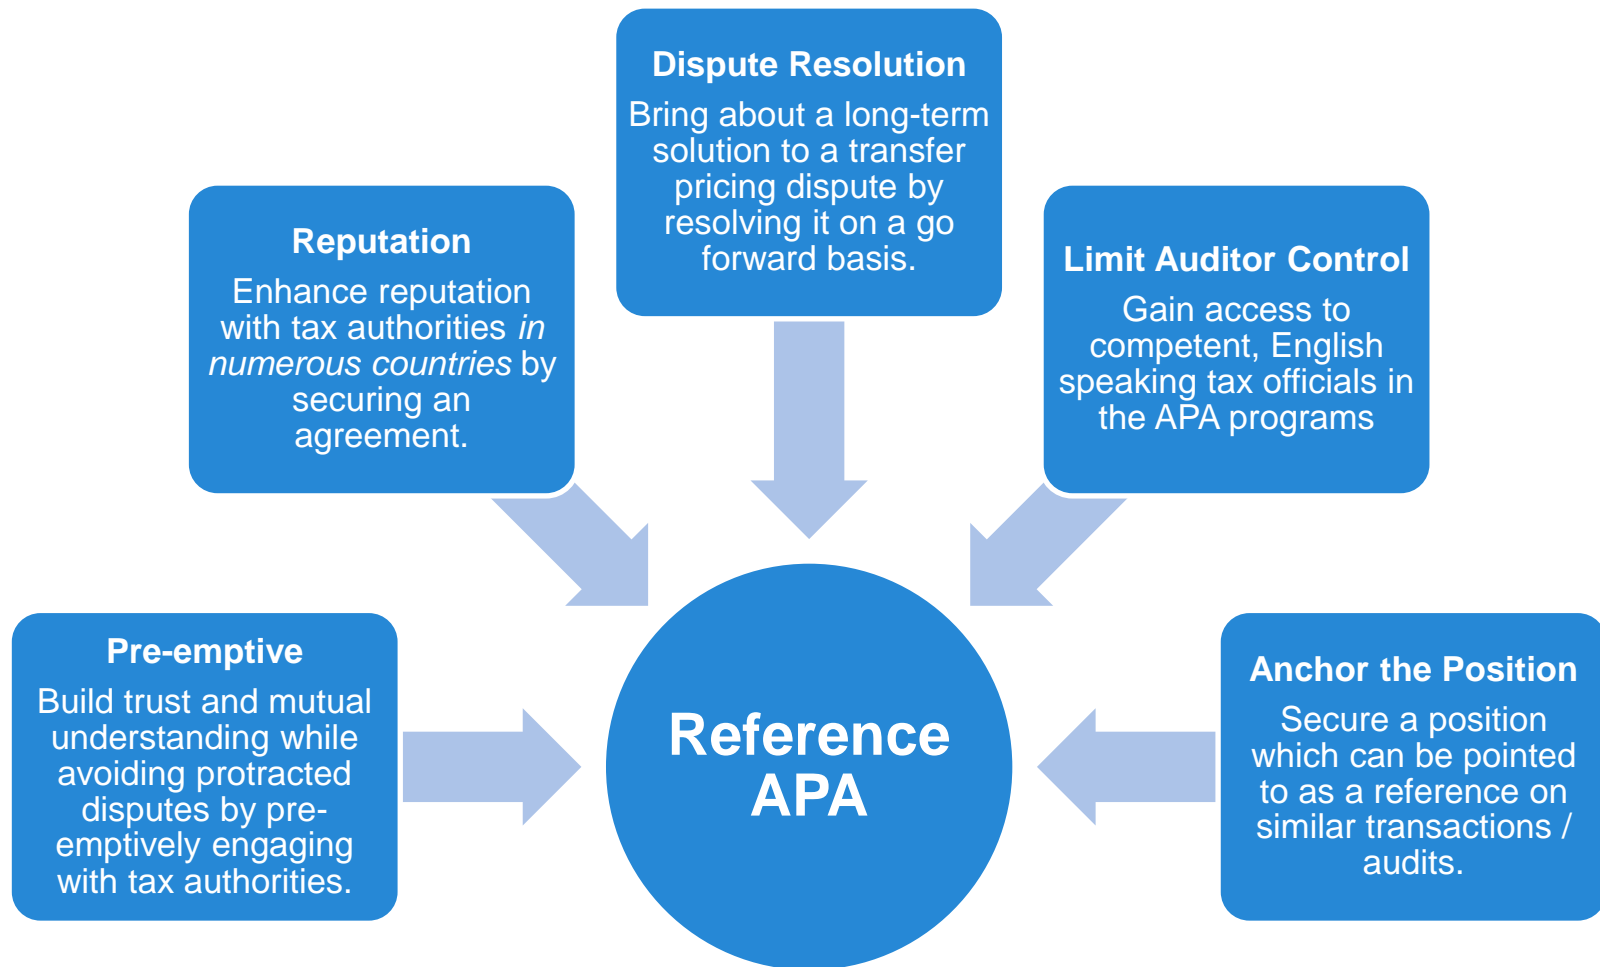 Dispute Resolution
Bring about a long-term
solution to a transfer
pricing dispute by
resolving it on a go
forward basis.
Reputation
Enhance reputation
with tax authorities in
numerous countries by
securing an
agreement.
Limit Auditor Control
Gain access to
competent, English
speaking tax officials in
the APA programs
Pre-emptive
Build trust and mutual
understanding while
avoiding protracted
disputes by pre-
emptively engaging
with tax authorities.
Reference
APA
Anchor the Position
Secure a position
which can be pointed
to as a reference on
similar transactions /
audits.